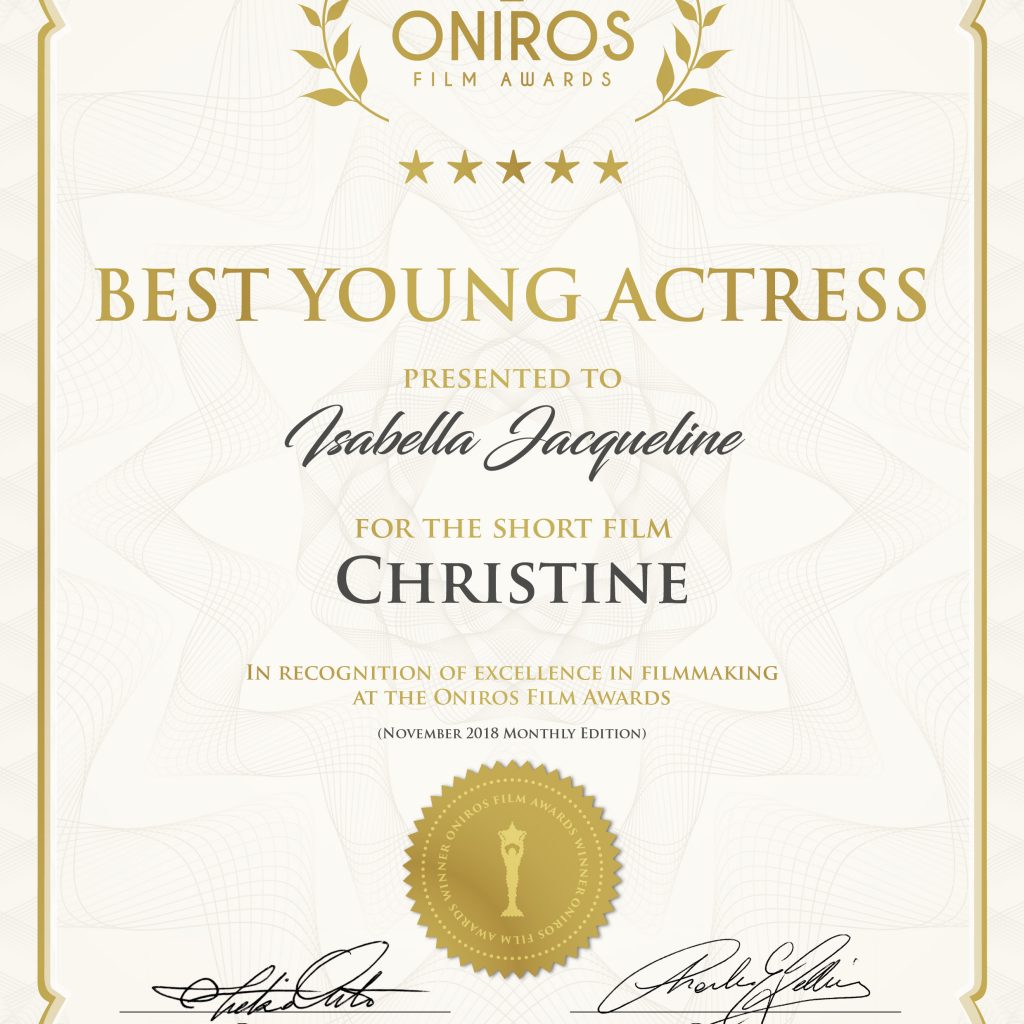 ONIROS
FILM AWARDS
BEST YOUNG ACTRESS
PRESENTED TO
Isabella Jacqueline
FOR THE SHORT FILM
CHRISTINE
IN RECOGNITION OF EXCELLENCE IN FILMMAKING
AT THE ONIROS FILM AWARDS
(NOVEMBER 2018 MONTHLY EDITION)
WINNER ONIROS FILM AWARDS WINNER ONIROS FILM AWARDS